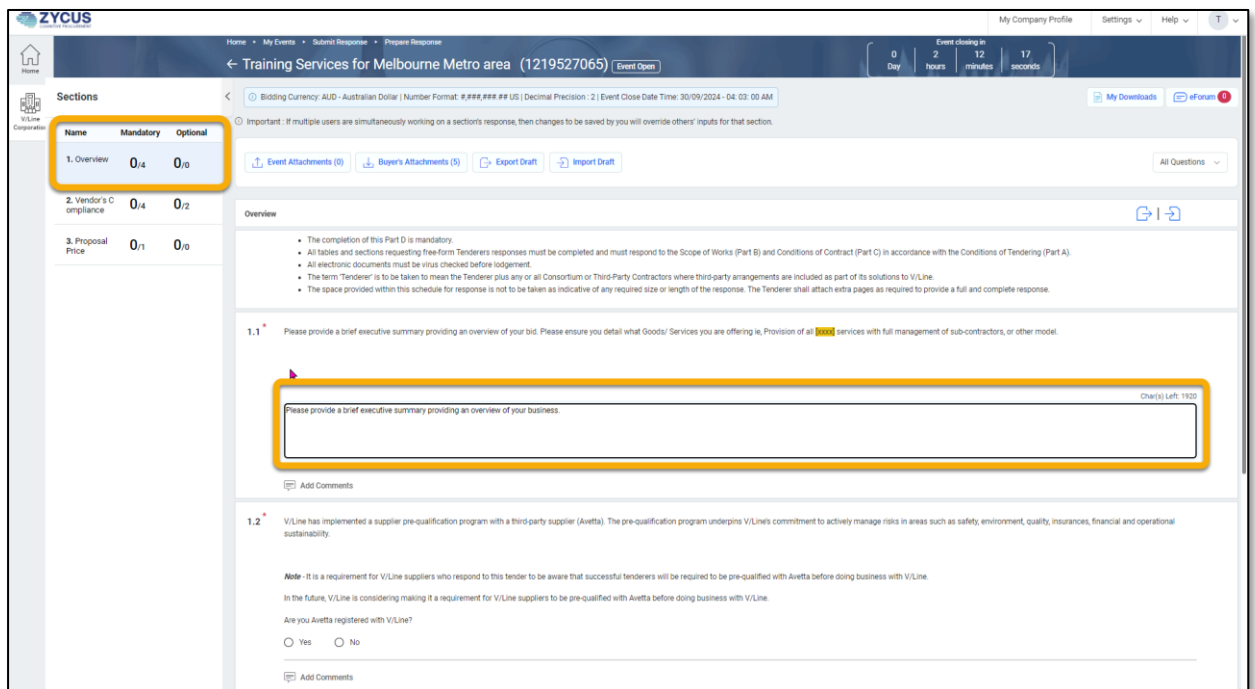 ZYCUS
COGNITIVE PROCUREMENT
My Company Profile
Settings
Help
T
Home
V/Line
Corporation
Home • My Events • Submit Response • Prepare Response
← Training Services for Melbourne Metro area (1219527065) Event Open
Event closing in
0 2 12 17
Day hours minutes seconds
Sections
Name Mandatory Optional
1. Overview 0/4 0/0
2. Vendor's C
ompliance 0/4 0/2
3. Proposal
Price 0/1 0/0
Bidding Currency: AUD - Australian Dollar | Number Format: #,###,###.## US | Decimal Precision : 2 | Event Close Date Time: 30/09/2024 - 04: 03: 00 AM
My Downloads
eForum 0
Important : If multiple users are simultaneously working on a section's response, then changes to be saved by you will override others' inputs for that section.
Event Attachments (0)
Buyer's Attachments (5)
Export Draft
Import Draft
All Questions
Overview
• The completion of this Part D is mandatory.
• All tables and sections requesting free-form Tenderers responses must be completed and must respond to the Scope of Works (Part B) and Conditions of Contract (Part C) in accordance with the Conditions of Tendering (Part A).
• All electronic documents must be virus checked before lodgement.
• The term 'Tenderer' is to be taken to mean the Tenderer plus any or all Consortium or Third-Party Contractors where third-party arrangements are included as part of its solutions to V/Line.
• The space provided within this schedule for response is not to be taken as indicative of any required size or length of the response. The Tenderer shall attach extra pages as required to provide a full and complete response.
1.1 * Please provide a brief executive summary providing an overview of your bid. Please ensure you detail what Goods/ Services you are offering ie, Provision of all [xxxx] services with full management of sub-contractors, or other model.
Char(s) Left: 1920
Please provide a brief executive summary providing an overview of your business.
Add Comments
1.2 * V/Line has implemented a supplier pre-qualification program with a third-party supplier (Avetta). The pre-qualification program underpins V/Line's commitment to actively manage risks in areas such as safety, environment, quality, insurances, financial and operational
sustainability.
Note - It is a requirement for V/Line suppliers who respond to this tender to be aware that successful tenderers will be required to be pre-qualified with Avetta before doing business with V/Line.
In the future, V/Line is considering making it a requirement for V/Line suppliers to be pre-qualified with Avetta before doing business with V/Line.
Are you Avetta registered with V/Line?
Yes No
Add Comments